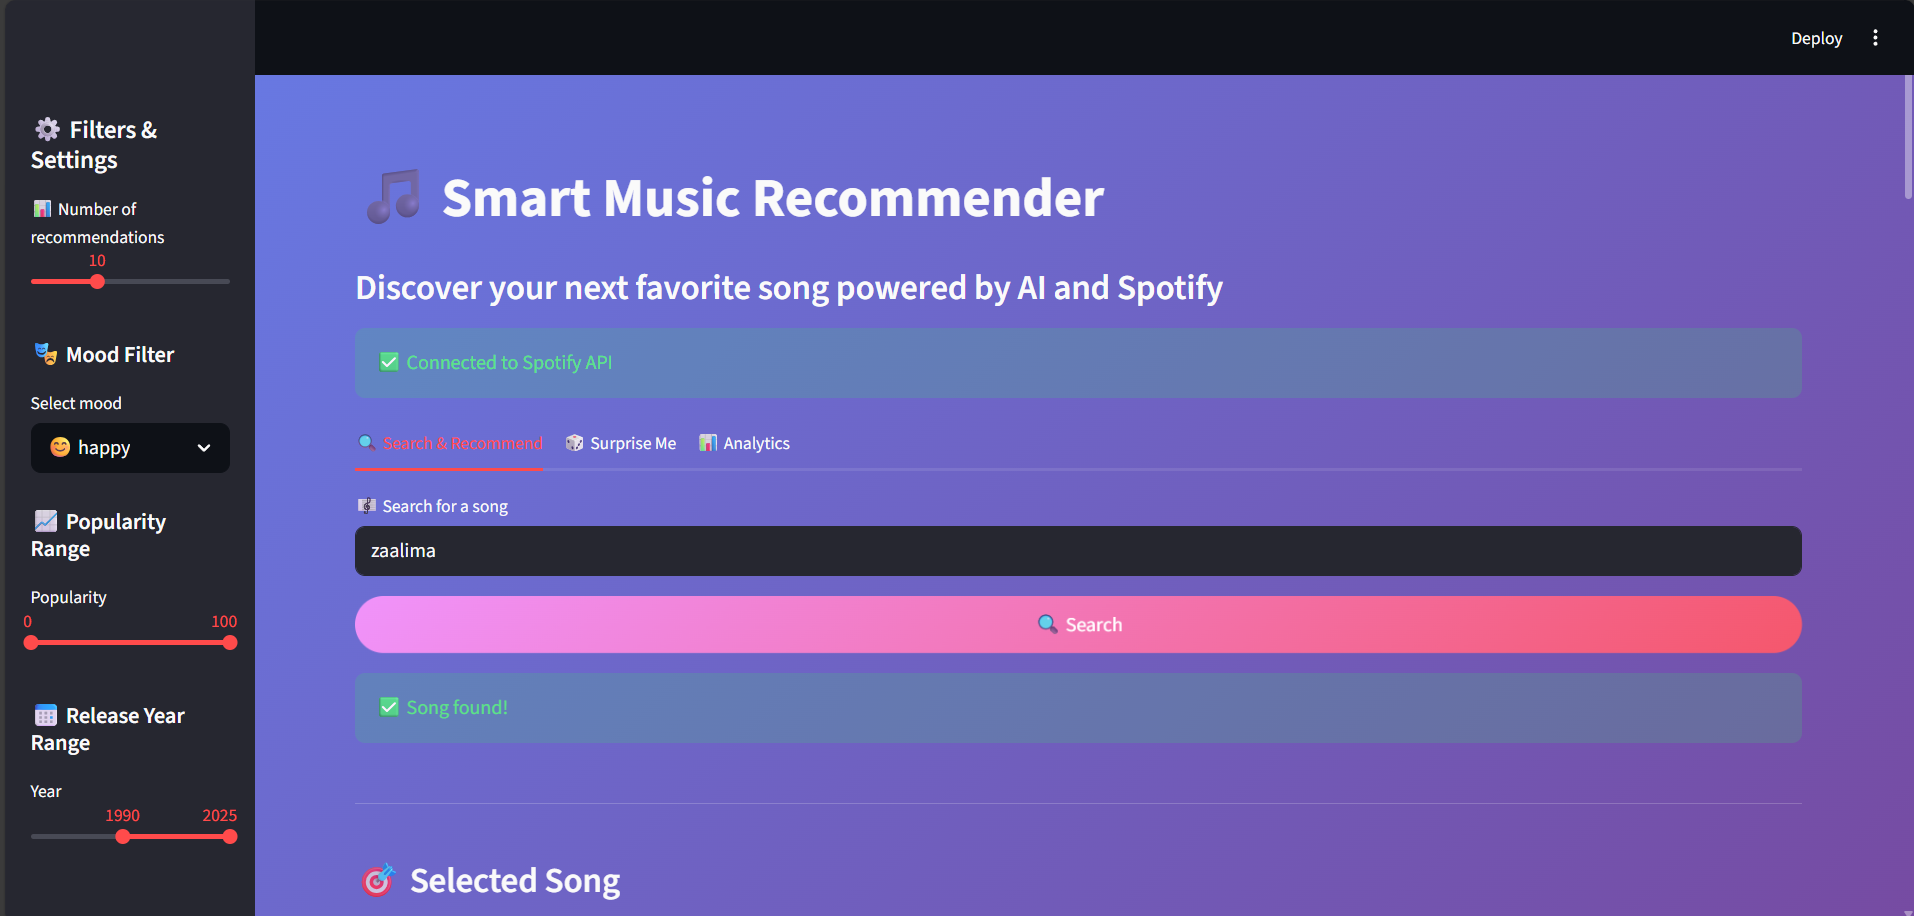 Deploy
Filters &
Settings
Number of
recommendations
10
Mood Filter
Select mood
happy
Popularity
Range
Popularity
0 100
Release Year
Range
Year
1990 2025
Smart Music Recommender
Discover your next favorite song powered by AI and Spotify
Connected to Spotify API
Search & Recommend Surprise Me Analytics
Search for a song
zaalima
Search
Song found!
Selected Song